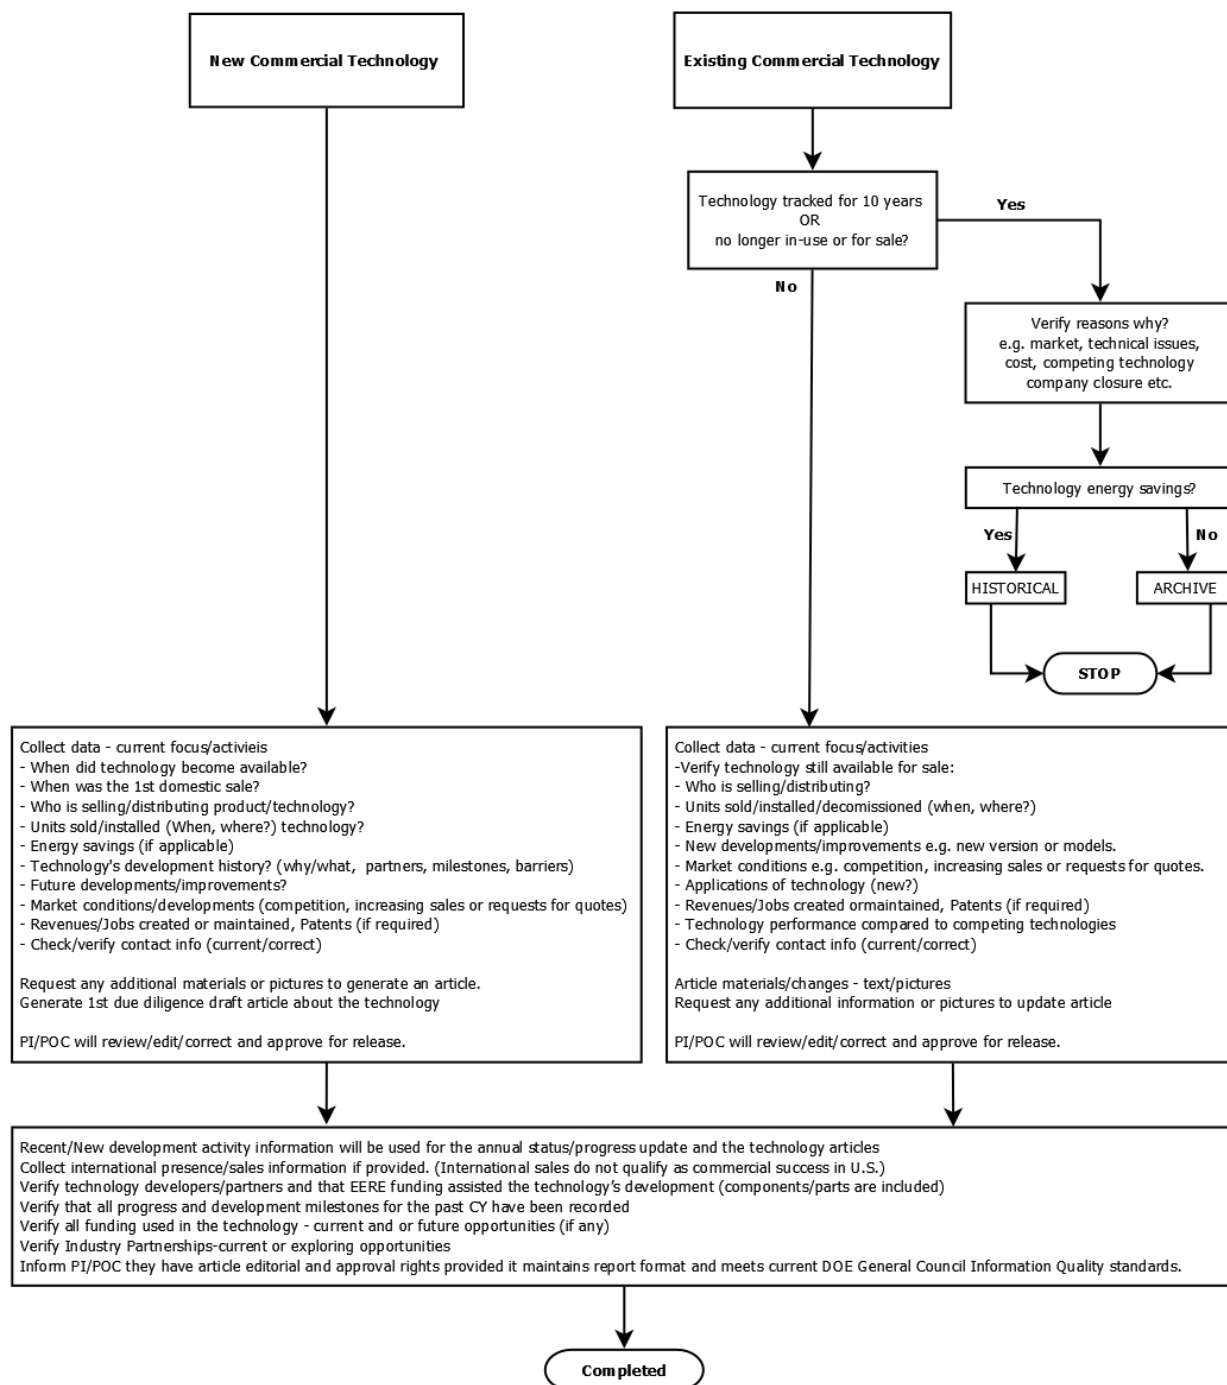 New Commercial Technology
Existing Commercial Technology
Technology tracked for 10 years
OR
no longer in-use or for sale?
Yes
No
Verify reasons why?
e.g. market, technical issues,
cost, competing technology
company closure etc.
Technology energy savings?
Yes
No
HISTORICAL
ARCHIVE
STOP
Collect data - current focus/activieis
- When did technology become available?
- When was the 1st domestic sale?
- Who is selling/distributing product/technology?
- Units sold/installed (When, where?) technology?
- Energy savings (if applicable)
- Technology's development history? (why/what, partners, milestones, barriers)
- Future developments/improvements?
- Market conditions/developments (competition, increasing sales or requests for quotes)
- Revenues/Jobs created or maintained, Patents (if required)
- Check/verify contact info (current/correct)
Request any additional materials or pictures to generate an article.
Generate 1st due diligence draft article about the technology
PI/POC will review/edit/correct and approve for release.
Collect data - current focus/activities
-Verify technology still available for sale:
- Who is selling/distributing?
- Units sold/installed/decomissioned (when, where?)
- Energy savings (if applicable)
- New developments/improvements e.g. new version or models.
- Market conditions e.g. competition, increasing sales or requests for quotes.
- Applications of technology (new?)
- Revenues/Jobs created ormaintained, Patents (if required)
- Technology performance compared to competing technologies
- Check/verify contact info (current/correct)
Article materials/changes - text/pictures
Request any additional information or pictures to update article
PI/POC will review/edit/correct and approve for release.
Recent/New development activity information will be used for the annual status/progress update and the technology articles
Collect international presence/sales information if provided. (International sales do not qualify as commercial success in U.S.)
Verify technology developers/partners and that EERE funding assisted the technology's development (components/parts are included)
Verify that all progress and development milestones for the past CY have been recorded
Verify all funding used in the technology - current and or future opportunities (if any)
Verify Industry Partnerships-current or exploring opportunities
Inform PI/POC they have article editorial and approval rights provided it maintains report format and meets current DOE General Council Information Quality standards.
Completed